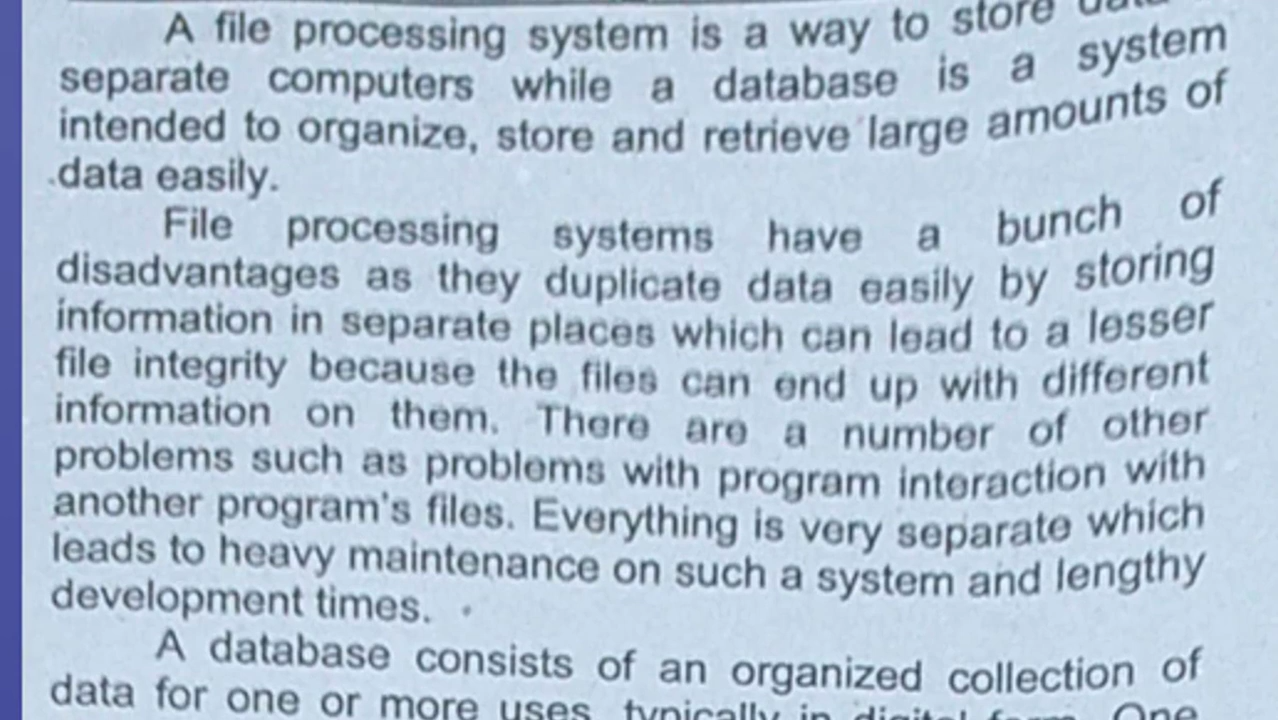 A file processing system is a way to store
separate computers while a database is a system
intended to organize, store and retrieve large amounts of
data easily.
File processing systems have a bunch of
disadvantages as they duplicate data easily by storing
information in separate places which can lead to a lesser
file integrity because the files can end up with different
information on them. There are a number of other
problems such as problems with program interaction with
another program's files. Everything is very separate which
leads to heavy maintenance on such a system and lengthy
development times.
A database consists of an organized collection of
data for one or more uses, typically in digital form. One